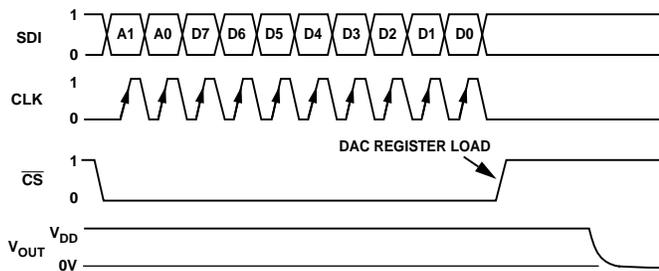 SDI
1
0
A1 A0 D7 D6 D5 D4 D3 D2 D1 D0
CLK
1
0
DAC REGISTER LOAD
CS
1
0
VOUT
VDD
0V